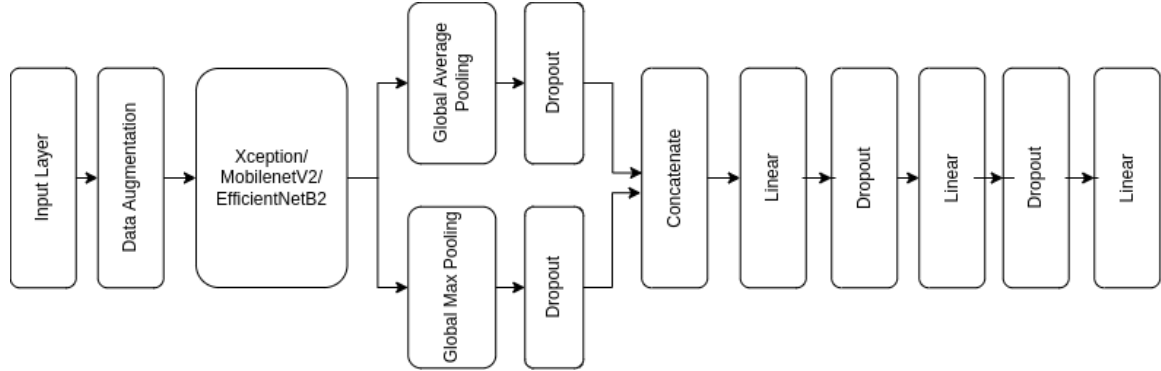 Input Layer
Data Augmentation
Xception/
MobilenetV2/
EfficientNetB2
Global Average
Pooling
Dropout
Global Max Pooling
Dropout
Concatenate
Linear
Dropout
Linear
Dropout
Linear